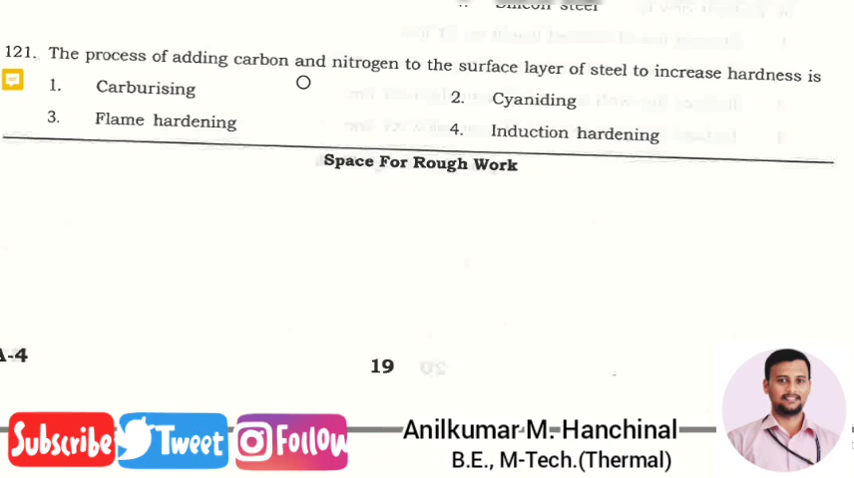 Silicon steel
121. The process of adding carbon and nitrogen to the surface layer of steel to increase hardness is
1. Carburising
2. Cyaniding
3. Flame hardening
4. Induction hardening
Space For Rough Work
A-4
19
Subscribe Tweet Follow
Anilkumar M. Hanchinal
B.E., M-Tech.(Thermal)